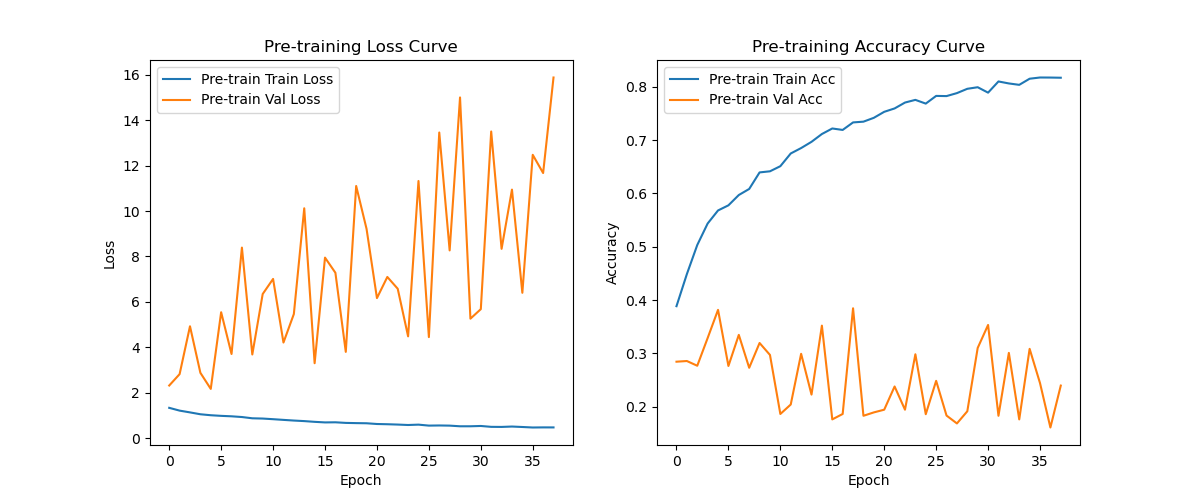 Pre-training Loss Curve
Pre-train Train Loss
Pre-train Val Loss
Loss
16
14
12
10
8
6
4
2
0
0 5 10 15 20 25 30 35
Epoch
Pre-training Accuracy Curve
Pre-train Train Acc
Pre-train Val Acc
Accuracy
0.8
0.7
0.6
0.5
0.4
0.3
0.2
0 5 10 15 20 25 30 35
Epoch